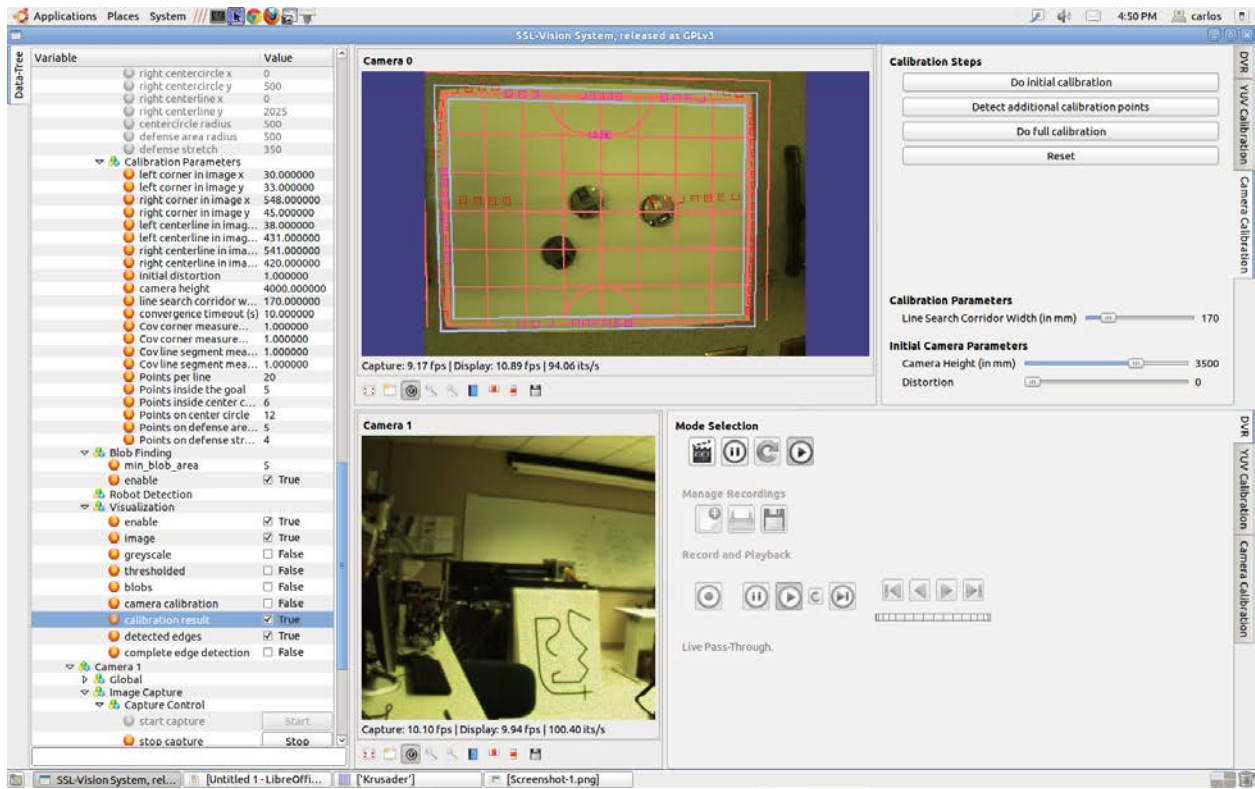 Applications Places System
4:50 PM
carlos
SSL-Vision System, released as GPLv3
Data-Tree
Variable Value
right centercircle x 0
right centercircle y 500
right centerline x 0
right centerline y 2025
centercircle radius 500
defense area radius 500
defense stretch 350
Calibration Parameters
left corner in image x 30.000000
left corner in image y 33.000000
right corner in image x 548.000000
right corner in image y 45.000000
left centerline in imag... 38.000000
left centerline in imag... 431.000000
right centerline in ima... 541.000000
right centerline in ima... 420.000000
initial distortion 1.000000
camera height 4000.000000
line search corridor w... 170.000000
convergence timeout (s) 10.000000
Cov corner measure... 1.000000
Cov corner measure... 1.000000
Cov line segment mea... 1.000000
Cov line segment mea... 1.000000
Points per line 20
Points inside the goal 5
Points inside center c... 6
Points on center circle 12
Points on defense are... 5
Points on defense str... 4
Blob Finding
min_blob_area 5
enable True
Robot Detection
Visualization
enable True
image True
greyscale False
thresholded False
blobs False
camera calibration False
calibration result True
detected edges True
complete edge detection False
Camera 1
Global
Image Capture
Capture Control
start capture Start
stop capture Stop
Camera 0
Capture: 9.17 fps | Display: 10.89 fps | 94.06 its/s
Calibration Steps
Do initial calibration
Detect additional calibration points
Do full calibration
Reset
Calibration Parameters
Line Search Corridor Width (in mm) 170
Initial Camera Parameters
Camera Height (in mm) 3500
Distortion 0
DVR
YUV Calibration
Camera Calibration
Camera 1
Capture: 10.10 fps | Display: 9.94 fps | 100.40 its/s
Mode Selection
Manage Recordings
Record and Playback
Live Pass-Through.
DVR
YUV Calibration
Camera Calibration
SSL-Vision System, rel...
[Untitled 1 - LibreOffi...
['Krusader']
[Screenshot-1.png]